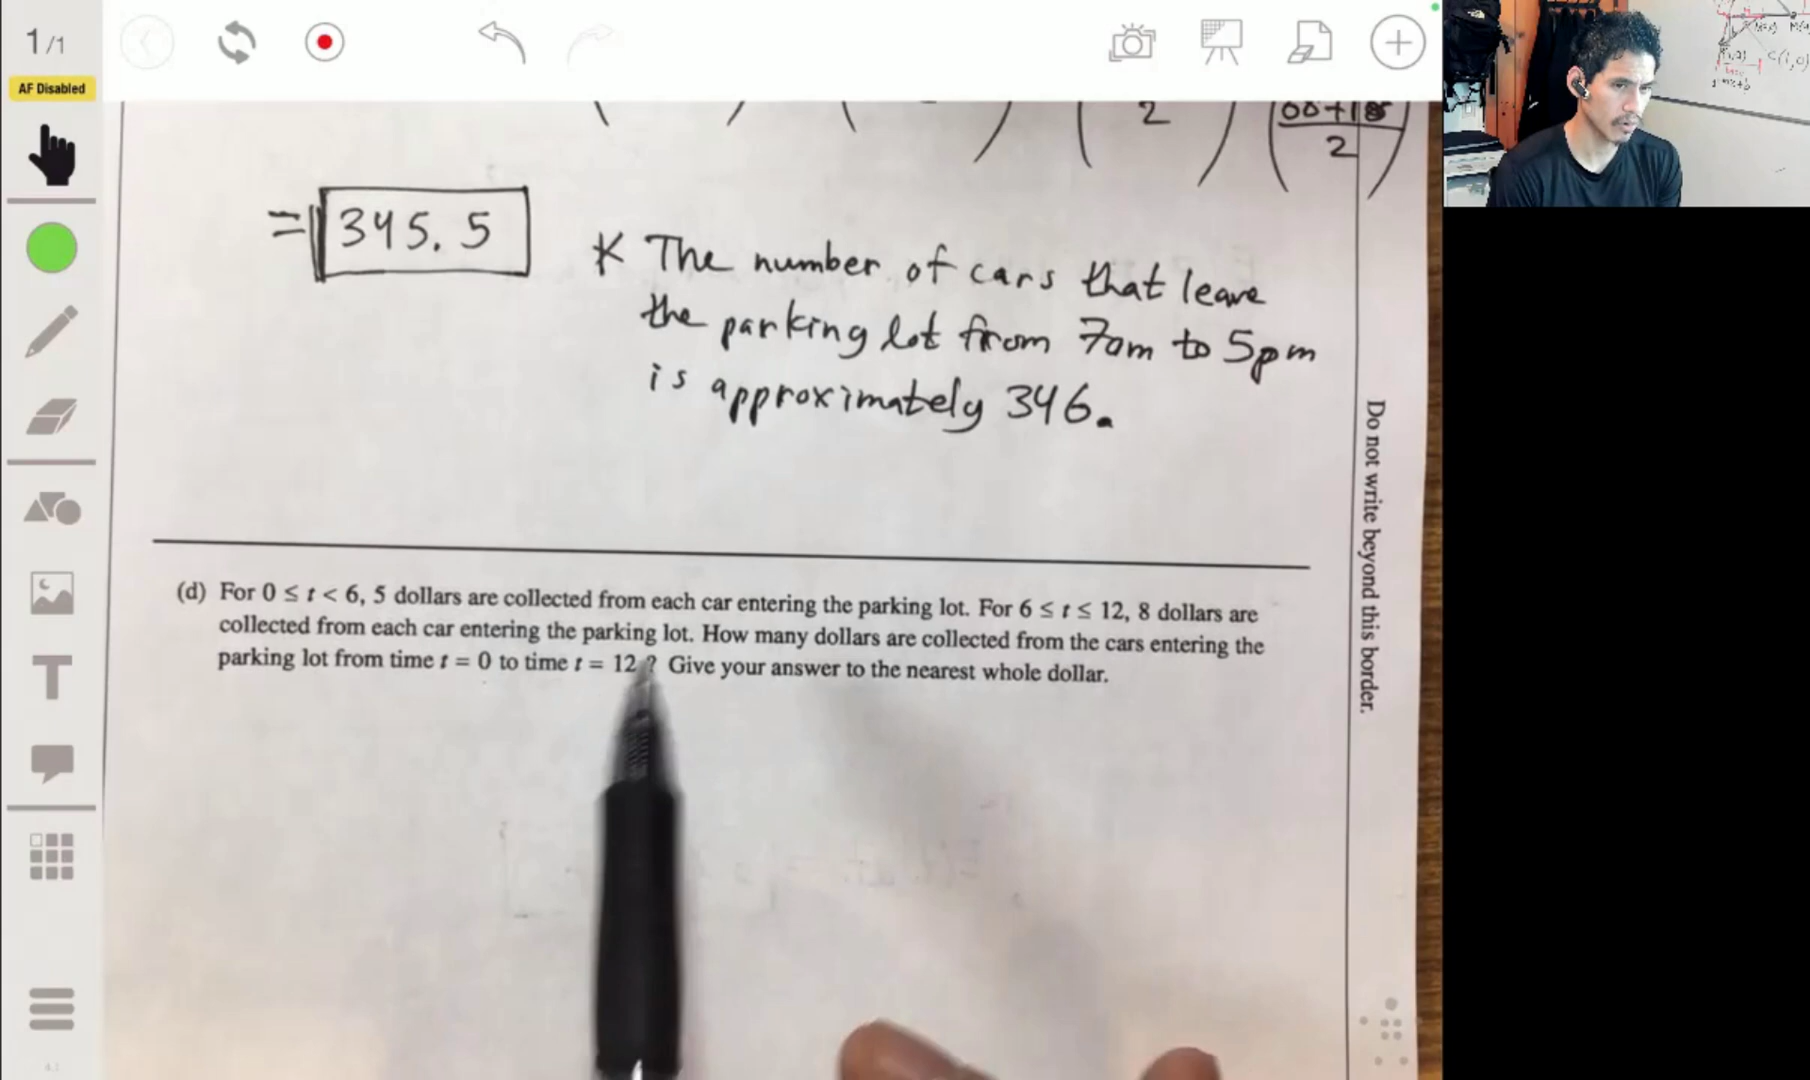 1/1
AF Disabled
2
00+18
2
= 345.5
* The number of cars that leave
the parking lot from 7am to 5pm
is approximately 346.
(d) For 0 ≤ t < 6, 5 dollars are collected from each car entering the parking lot. For 6 ≤ t ≤ 12, 8 dollars are
collected from each car entering the parking lot. How many dollars are collected from the cars entering the
parking lot from time t = 0 to time t = 12 ? Give your answer to the nearest whole dollar.
Do not write beyond this border.
T